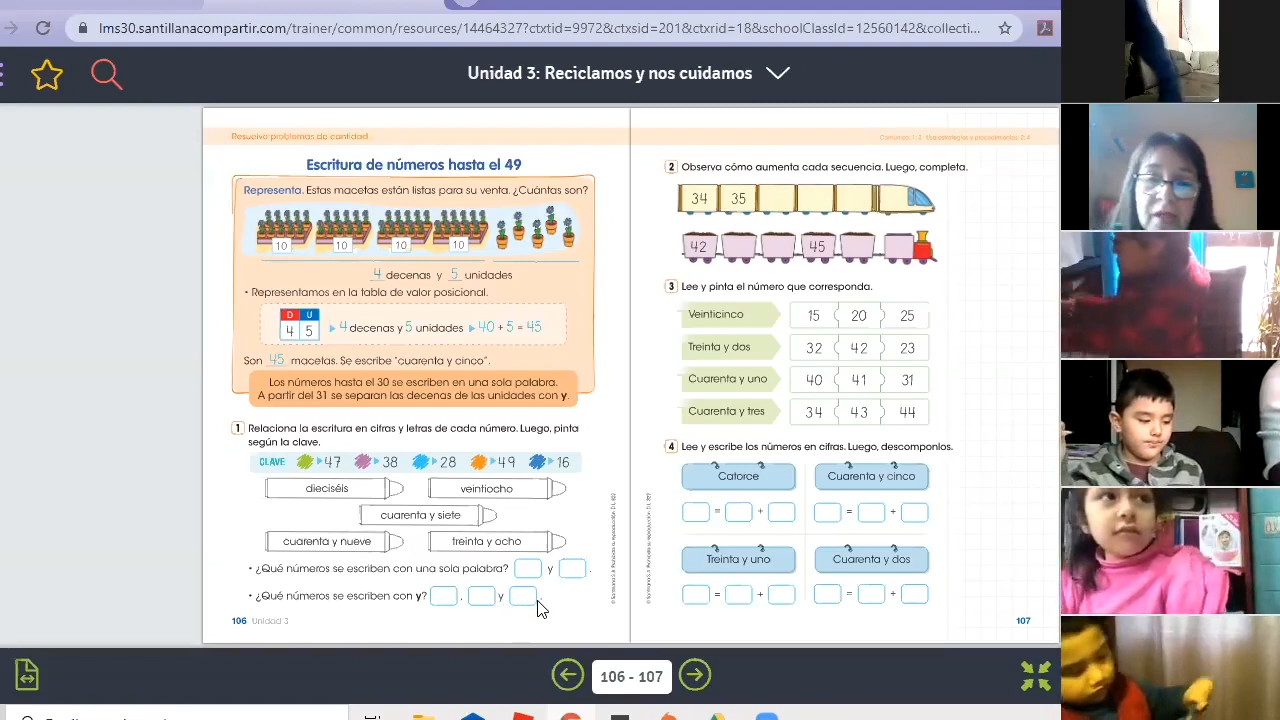 lms30.santillanacompartir.com/trainer/common/resources/14464327?ctxtid=9972&ctxsid=201&ctxrid=18&schoolClassId=12560142&collecti...
Unidad 3: Reciclamos y nos cuidamos
Resuelvo problemas de cantidad
Escritura de números hasta el 49
Representa. Estas macetas están listas para su venta. ¿Cuántas son?
10 10 10 10
4 decenas y 5 unidades
• Representamos en la tabla de valor posicional.
D U
4 5
4 decenas y 5 unidades 40 + 5 = 45
Son 45 macetas. Se escribe "cuarenta y cinco".
Los números hasta el 30 se escriben en una sola palabra.
A partir del 31 se separan las decenas de las unidades con y.
1 Relaciona la escritura en cifras y letras de cada número. Luego, pinta
según la clave.
CLAVE 47 38 28 49 16
dieciséis veintiocho
cuarenta y siete
cuarenta y nueve treinta y ocho
• ¿Qué números se escriben con una sola palabra? y .
• ¿Qué números se escriben con y? , y
106 Unidad 3
2 Observa cómo aumenta cada secuencia. Luego, completa.
34 35
42 45
3 Lee y pinta el número que corresponda.
Veinticinco 15 20 25
Treinta y dos 32 42 23
Cuarenta y uno 40 41 31
Cuarenta y tres 34 43 44
4 Lee y escribe los números en cifras. Luego, descomponlos.
Catorce Cuarenta y cinco
= + = +
Treinta y uno Cuarenta y dos
= + = +
107
106 - 107